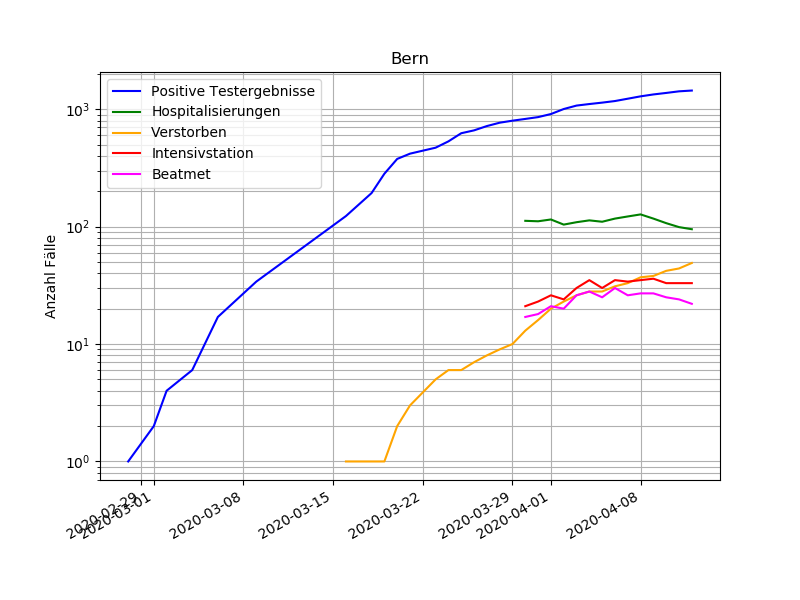 Bern
Positive Testergebnisse
Hospitalisierungen
Verstorben
Intensivstation
Beatmet
Anzahl Fälle
10³
10²
10¹
10⁰
2020-02-29
2020-03-01
2020-03-08
2020-03-15
2020-03-22
2020-03-29
2020-04-01
2020-04-08